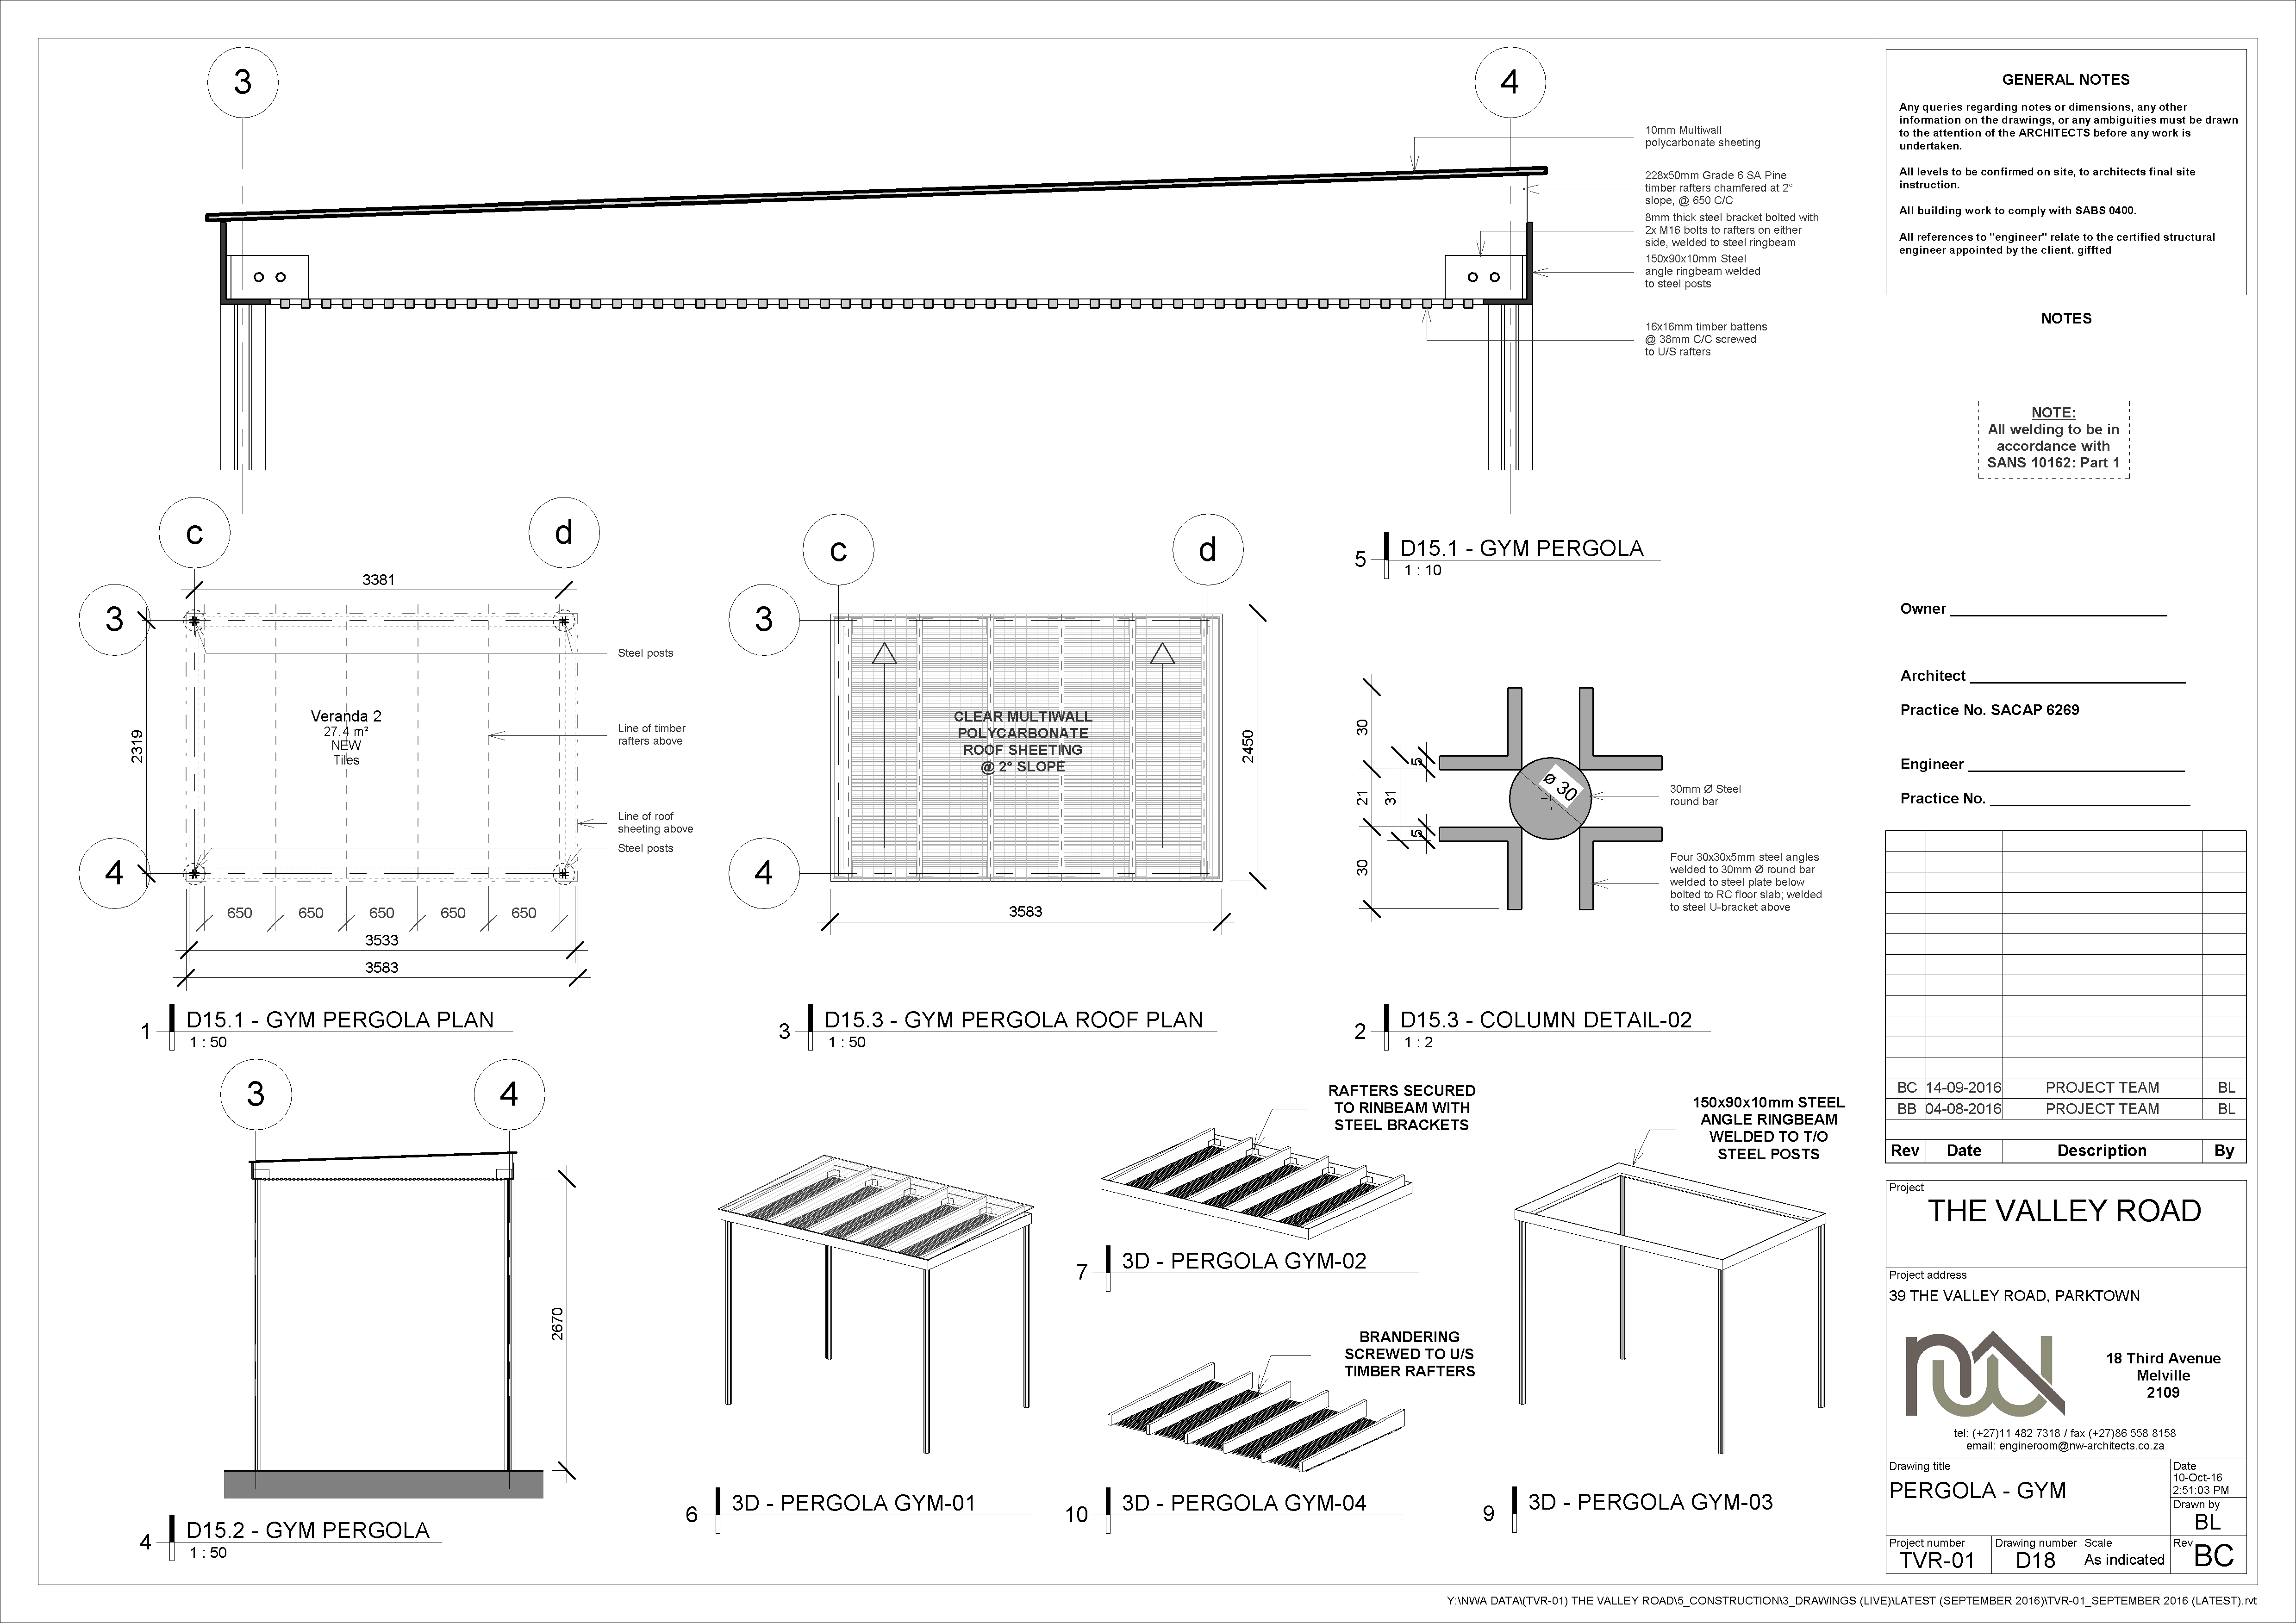 3
4
10mm Multiwall
polycarbonate sheeting
228x50mm Grade 6 SA Pine
timber rafters chamfered at 2°
slope, @ 650 C/C
8mm thick steel bracket bolted with
2x M16 bolts to rafters on either
side, welded to steel ringbeam
150x90x10mm Steel
angle ringbeam welded
to steel posts
16x16mm timber battens
@ 38mm C/C screwed
to U/S rafters
5
D15.1 - GYM PERGOLA
1 : 10
c
d
3381
3
4
2319
Steel posts
Veranda 2
27.4 m²
NEW
Tiles
Line of timber
rafters above
Line of roof
sheeting above
Steel posts
650
650
650
650
650
3533
3583
1
D15.1 - GYM PERGOLA PLAN
1 : 50
c
d
3
4
CLEAR MULTIWALL
POLYCARBONATE
ROOF SHEETING
@ 2° SLOPE
2450
3583
3
D15.3 - GYM PERGOLA ROOF PLAN
1 : 50
30
5
21
31
5
30
Ø 30
30mm Ø Steel
round bar
Four 30x30x5mm steel angles
welded to 30mm Ø round bar
welded to steel plate below
bolted to RC floor slab; welded
to steel U-bracket above
2
D15.3 - COLUMN DETAIL-02
1 : 2
3
4
2670
4
D15.2 - GYM PERGOLA
1 : 50
6
3D - PERGOLA GYM-01
RAFTERS SECURED
TO RINBEAM WITH
STEEL BRACKETS
7
3D - PERGOLA GYM-02
BRANDERING
SCREWED TO U/S
TIMBER RAFTERS
10
3D - PERGOLA GYM-04
150x90x10mm STEEL
ANGLE RINGBEAM
WELDED TO T/O
STEEL POSTS
9
3D - PERGOLA GYM-03
GENERAL NOTES
Any queries regarding notes or dimensions, any other
information on the drawings, or any ambiguities must be drawn
to the attention of the ARCHITECTS before any work is
undertaken.
All levels to be confirmed on site, to architects final site
instruction.
All building work to comply with SABS 0400.
All references to "engineer" relate to the certified structural
engineer appointed by the client. giffted
NOTES
NOTE:
All welding to be in
accordance with
SANS 10162: Part 1
Owner
Architect
Practice No. SACAP 6269
Engineer
Practice No.
BC 14-09-2016 PROJECT TEAM BL
BB 04-08-2016 PROJECT TEAM BL
Rev Date Description By
Project
THE VALLEY ROAD
Project address
39 THE VALLEY ROAD, PARKTOWN
18 Third Avenue
Melville
2109
tel: (+27)11 482 7318 / fax (+27)86 558 8158
email: engineroom@nw-architects.co.za
Drawing title
PERGOLA - GYM
Date
10-Oct-16
2:51:03 PM
Drawn by
BL
Project number
TVR-01
Drawing number
D18
Scale
As indicated
Rev
BC
Y:\NWA DATA\(TVR-01) THE VALLEY ROAD\5_CONSTRUCTION\3_DRAWINGS (LIVE)\LATEST (SEPTEMBER 2016)\TVR-01_SEPTEMBER 2016 (LATEST).rvt